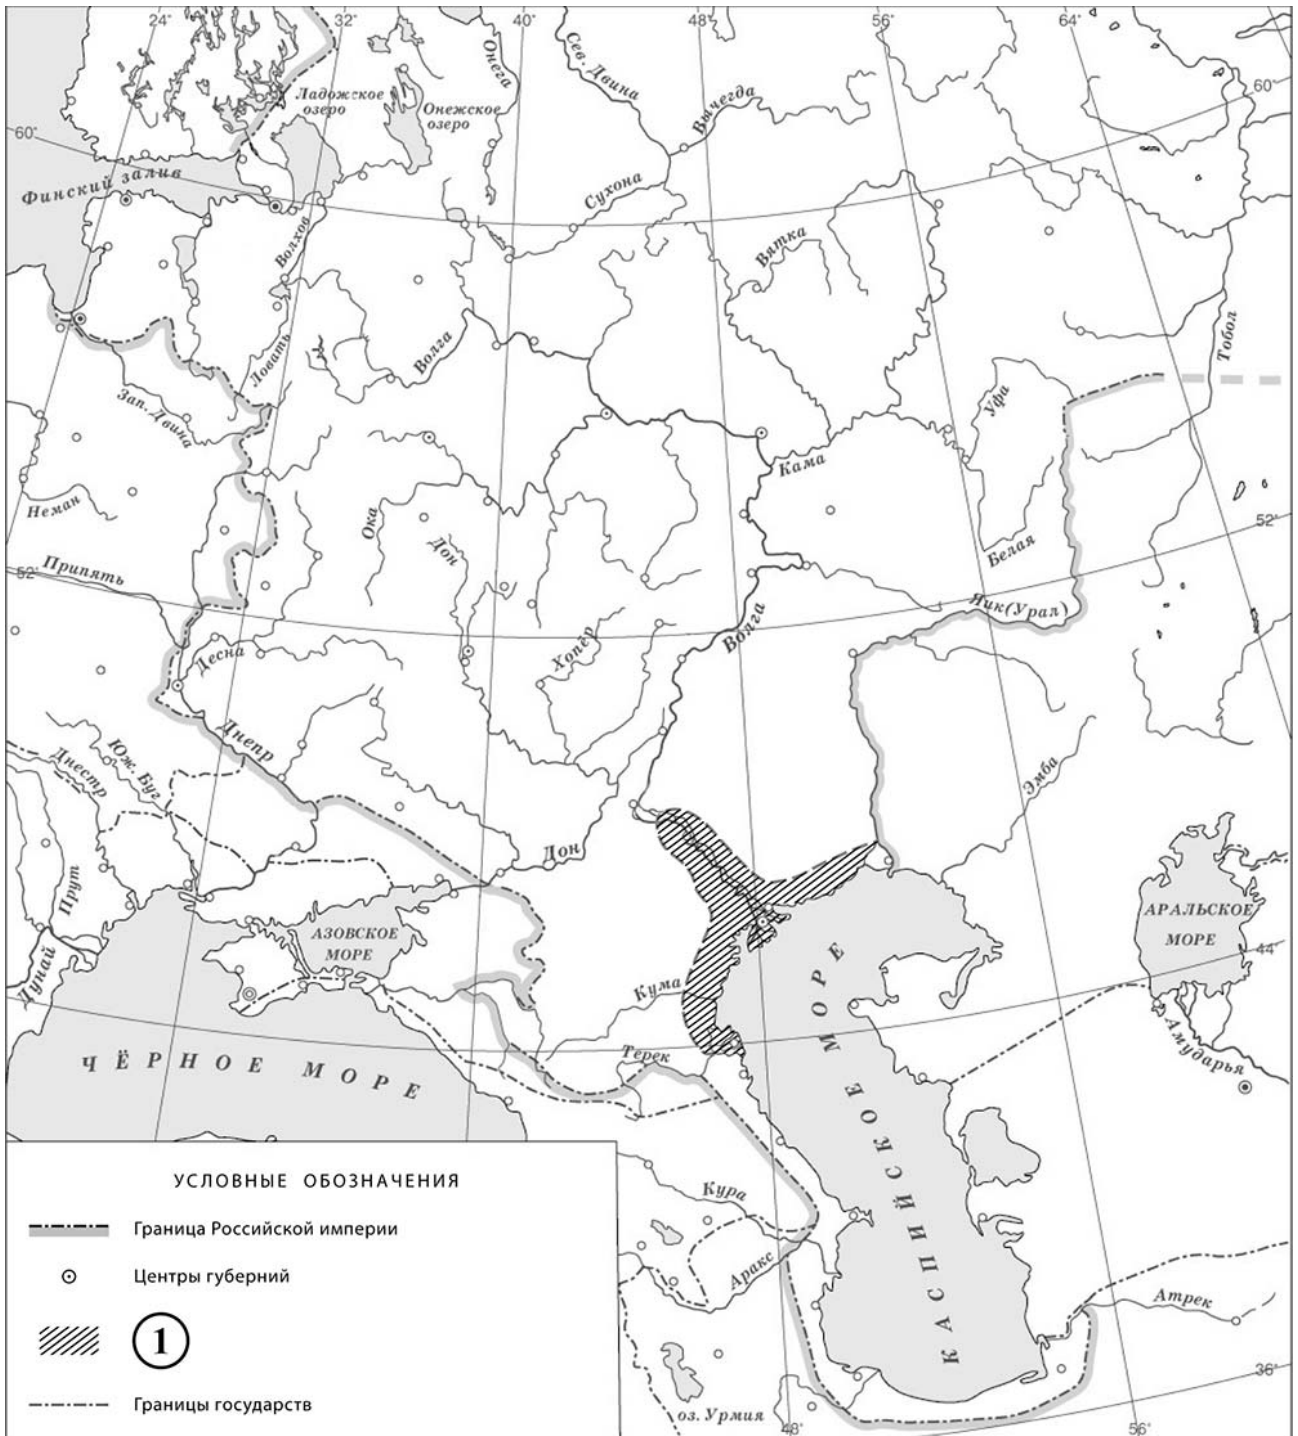 24°
32°
40°
48°
56°
64°
Онега
Сев. Двина
Вычегда
Ладожское
озеро
Онежское
озеро
60°
60°
Финский залив
Сухона
Волхов
Вятка
Тобол
Ловать
Волга
Зап. Двина
Уфа
Кама
Неман
Ока
Дон
Белая
52°
52°
Припять
Яик(Урал)
Волга
Хопёр
Десна
Днепр
Днестр
Юж. Буг
Эмба
Дон
Прут
АЗОВСКОЕ
МОРЕ
АРАЛЬСКОЕ
МОРЕ
44°
Дунай
Кума
Терек
Амударья
ЧЁРНОЕ МОРЕ
КАСПИЙСКОЕ МОРЕ
Кура
Аракс
Атрек
оз. Урмия
48°
56°
36°
УСЛОВНЫЕ ОБОЗНАЧЕНИЯ
Граница Российской империи
Центры губерний
1
Границы государств